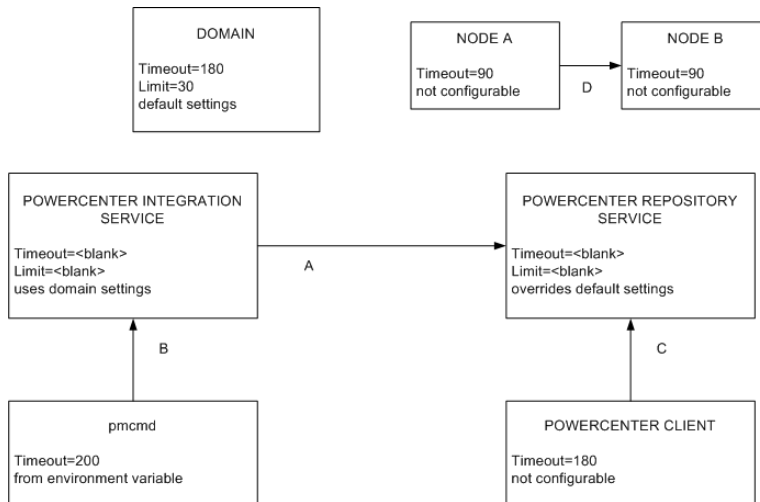 DOMAIN
Timeout=180
Limit=30
default settings
NODE A
Timeout=90
not configurable
D
NODE B
Timeout=90
not configurable
POWERCENTER INTEGRATION
SERVICE
Timeout=<blank>
Limit=<blank>
uses domain settings
A
POWERCENTER REPOSITORY
SERVICE
Timeout=<blank>
Limit=<blank>
overrides default settings
B
C
pmcmd
Timeout=200
from environment variable
POWERCENTER CLIENT
Timeout=180
not configurable